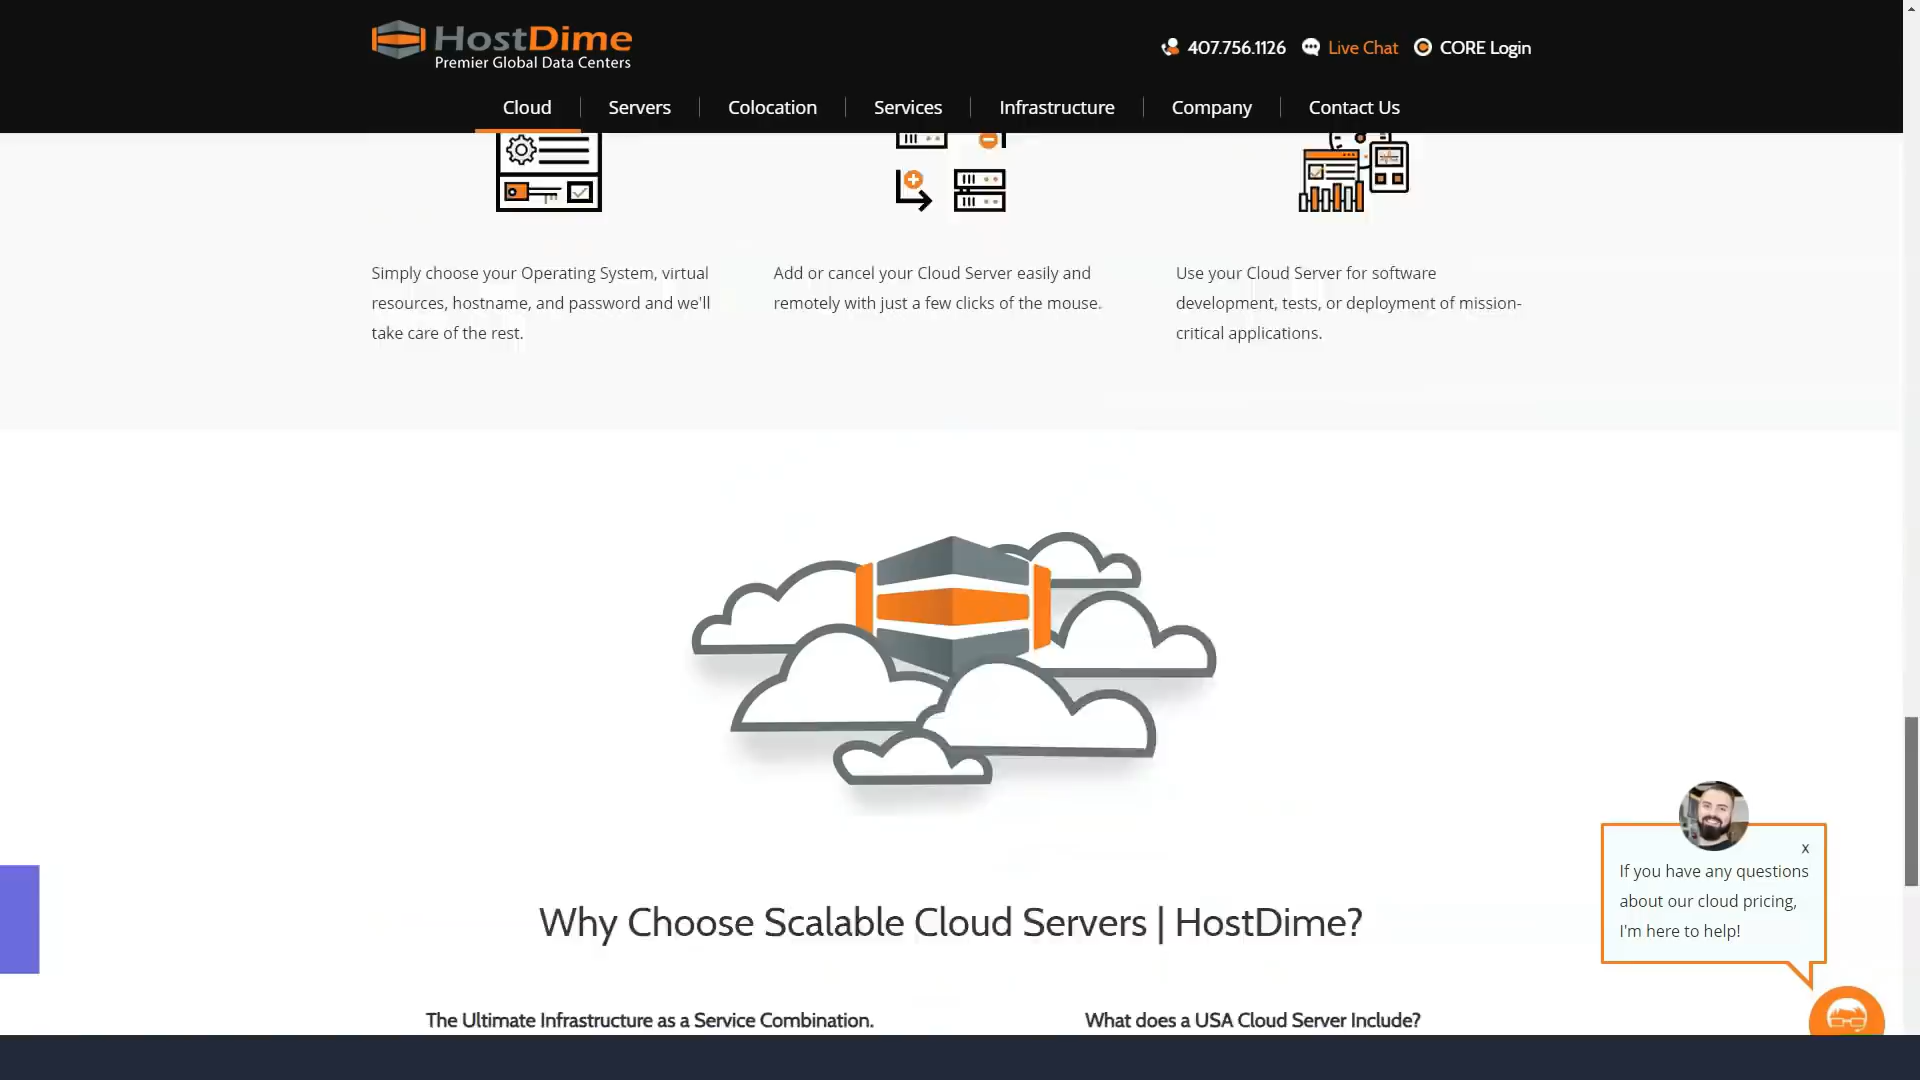 HostDime
Premier Global Data Centers
407.756.1126
Live Chat
CORE Login
Cloud
Servers
Colocation
Services
Infrastructure
Company
Contact Us
Simply choose your Operating System, virtual
resources, hostname, and password and we'll
take care of the rest.
Add or cancel your Cloud Server easily and
remotely with just a few clicks of the mouse.
Use your Cloud Server for software
development, tests, or deployment of mission-
critical applications.
Why Choose Scalable Cloud Servers | HostDime?
The Ultimate Infrastructure as a Service Combination.
What does a USA Cloud Server Include?
x
If you have any questions
about our cloud pricing,
I'm here to help!